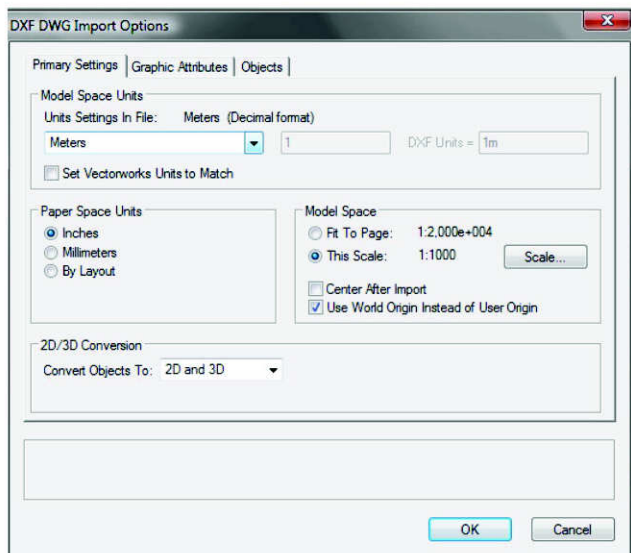 DXF DWG Import Options
Primary Settings Graphic Attributes Objects
Model Space Units
Units Settings In File: Meters (Decimal format)
Meters 1 DXF Units = 1m
Set Vectorworks Units to Match
Paper Space Units
Inches
Millimeters
By Layout
Model Space
Fit To Page: 1:2,000e+004
This Scale: 1:1000 Scale...
Center After Import
Use World Origin Instead of User Origin
2D/3D Conversion
Convert Objects To: 2D and 3D
OK Cancel